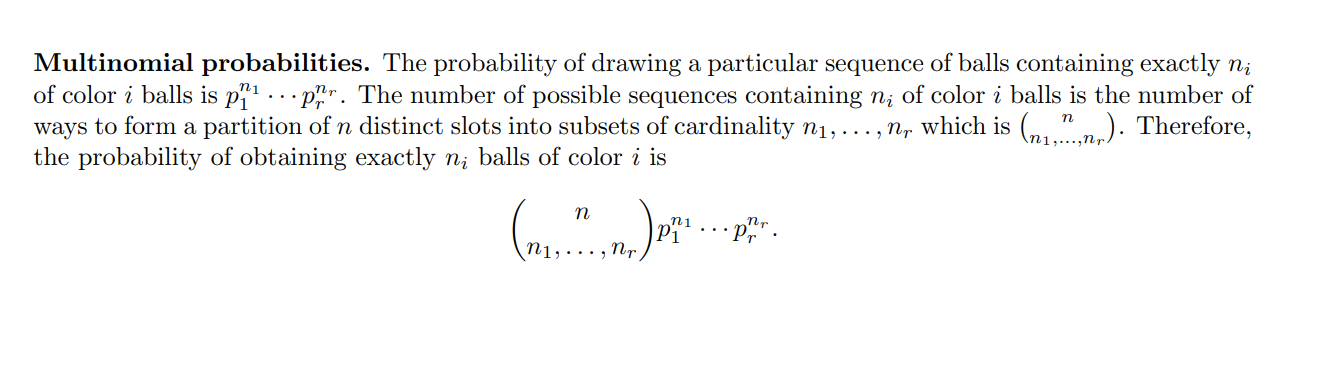 Multinomial probabilities. The probability of drawing a particular sequence of balls containing exactly $n_i$
of color $i$ balls is $p_1^{n_1} \cdots p_r^{n_r}$. The number of possible sequences containing $n_i$ of color $i$ balls is the number of
ways to form a partition of $n$ distinct slots into subsets of cardinality $n_1, \ldots, n_r$ which is $\binom{n}{n_1,\ldots,n_r}$. Therefore,
the probability of obtaining exactly $n_i$ balls of color $i$ is
$\binom{n}{n_1, \ldots, n_r} p_1^{n_1} \cdots p_r^{n_r}.$